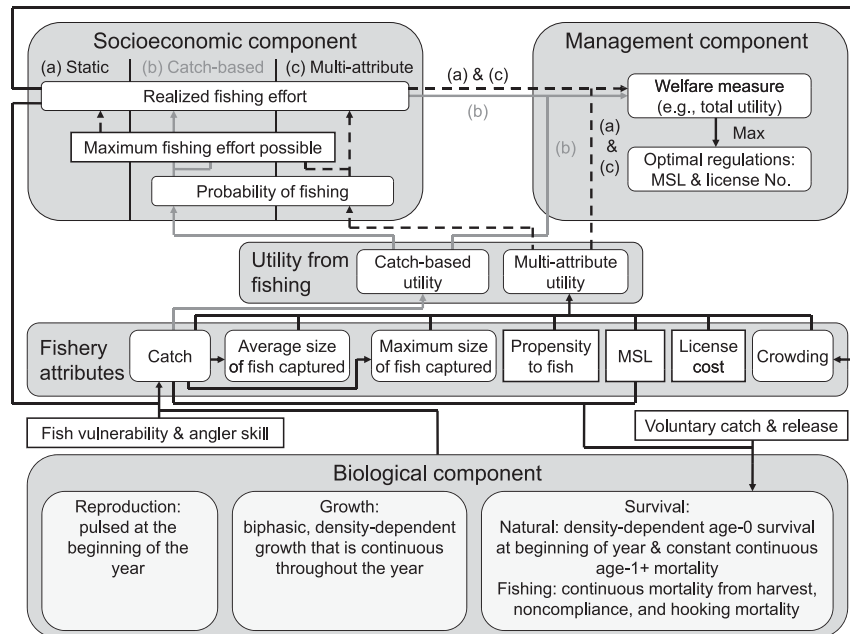 Socioeconomic component
(a) Static
(b) Catch-based
(c) Multi-attribute
Realized fishing effort
Maximum fishing effort possible
Probability of fishing
(a) & (c)
(b)
(b)
(a)
&
(c)
Management component
Welfare measure
(e.g., total utility)
Max
Optimal regulations:
MSL & license No.
Utility from
fishing
Catch-based
utility
Multi-attribute
utility
Fishery
attributes
Catch
Average size
of fish captured
Maximum size
of fish captured
Propensity
to fish
MSL
License
cost
Crowding
Fish vulnerability & angler skill
Voluntary catch & release
Biological component
Reproduction:
pulsed at the
beginning of the
year
Growth:
biphasic, density-dependent
growth that is continuous
throughout the year
Survival:
Natural: density-dependent age-0 survival
at beginning of year & constant continuous
age-1+ mortality
Fishing: continuous mortality from harvest,
noncompliance, and hooking mortality